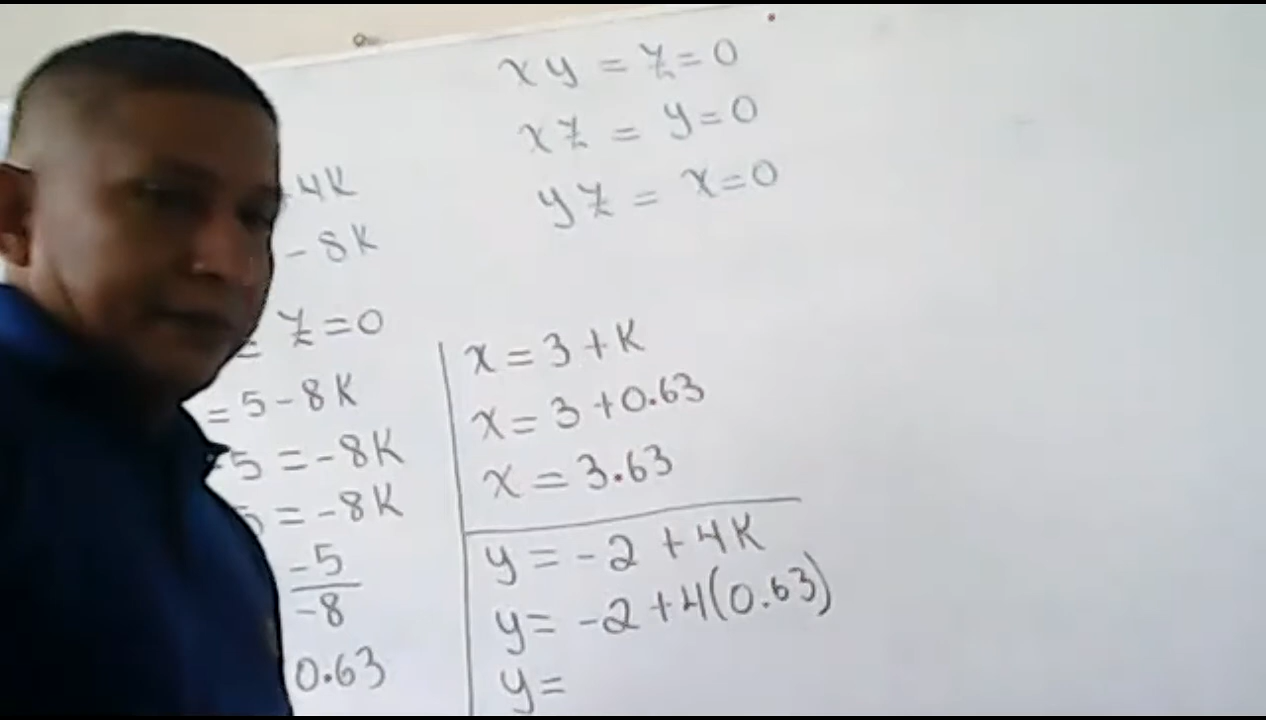 xy = z = 0
xz = y = 0
yz = x = 0
+4K
- 8K
= z = 0
= 5 - 8K
-5 = -8K
5 = -8K
-5
-8
0.63
x = 3 + K
x = 3 + 0.63
x = 3.63
y = -2 + 4K
y = -2 + 4(0.63)
y =